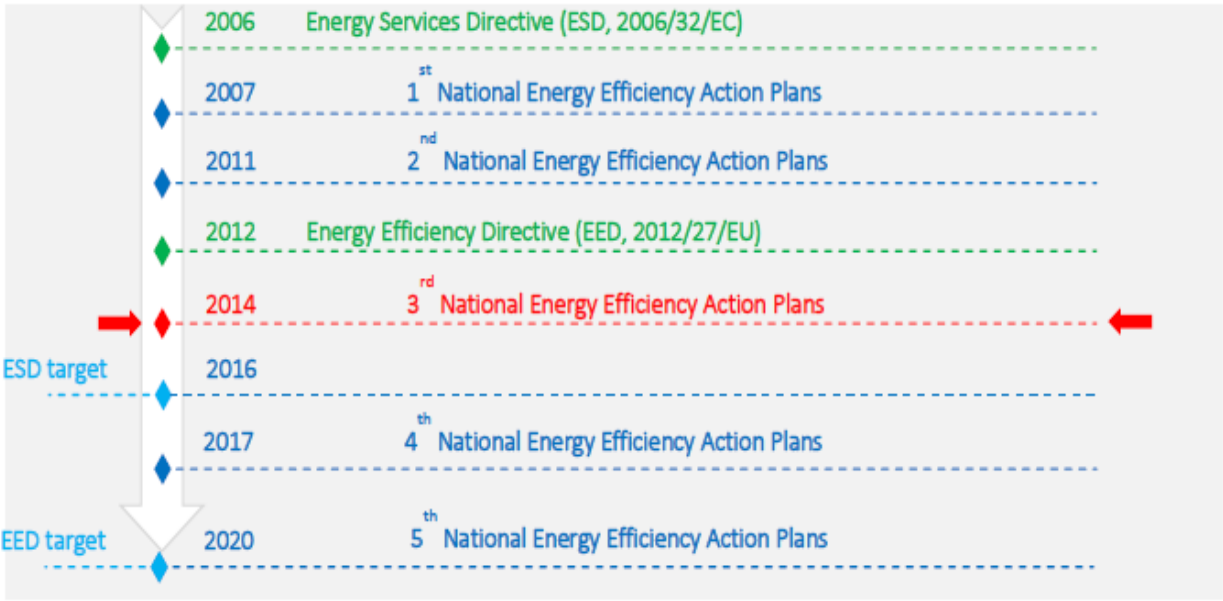 2006 Energy Services Directive (ESD, 2006/32/EC)
2007 1st National Energy Efficiency Action Plans
2011 2nd National Energy Efficiency Action Plans
2012 Energy Efficiency Directive (EED, 2012/27/EU)
2014 3rd National Energy Efficiency Action Plans
ESD target 2016
2017 4th National Energy Efficiency Action Plans
EED target 2020 5th National Energy Efficiency Action Plans